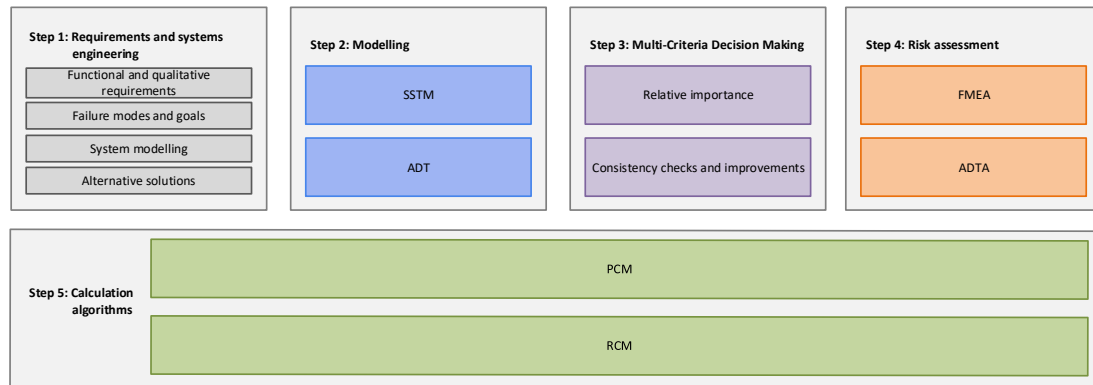 Step 1: Requirements and systems
engineering
Functional and qualitative
requirements
Failure modes and goals
System modelling
Alternative solutions
Step 2: Modelling
SSTM
ADT
Step 3: Multi-Criteria Decision Making
Relative importance
Consistency checks and improvements
Step 4: Risk assessment
FMEA
ADTA
Step 5: Calculation
algorithms
PCM
RCM